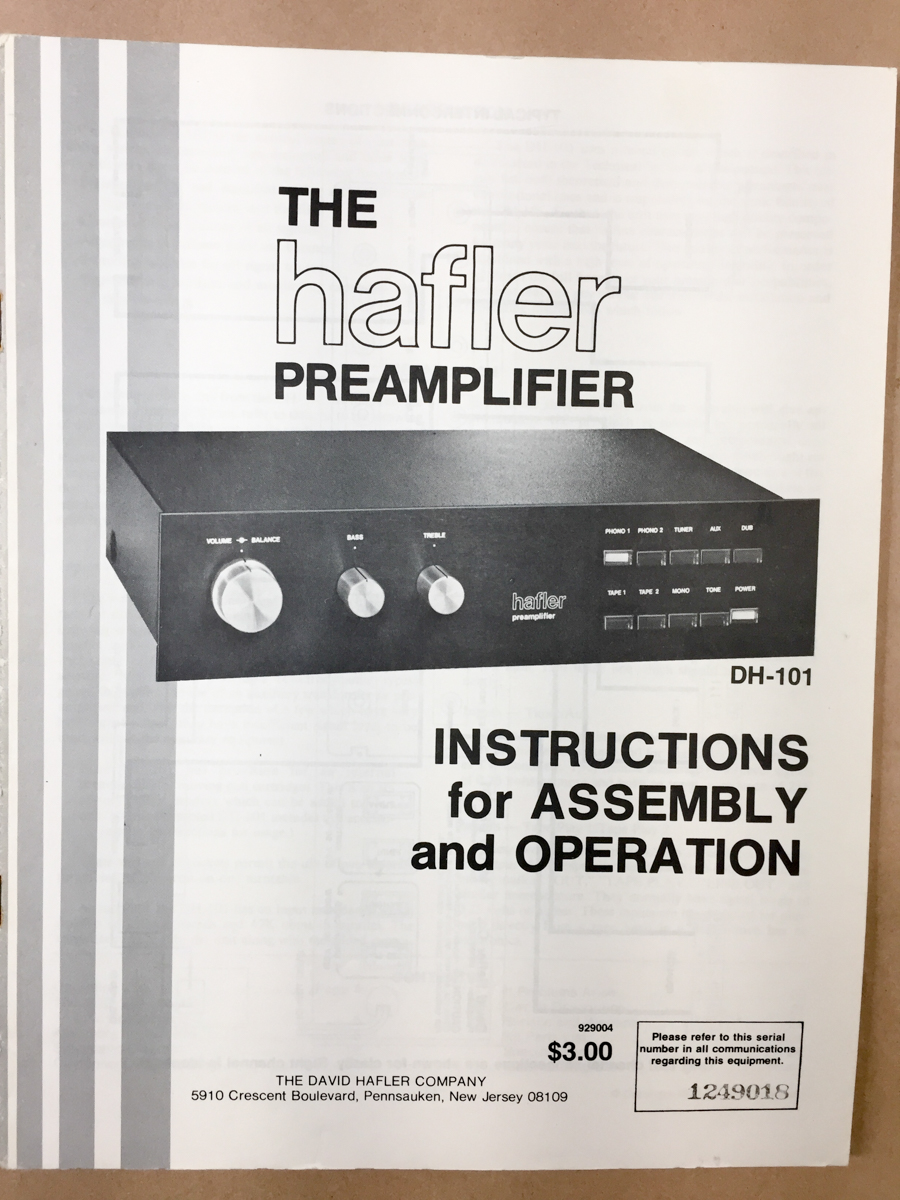 THE
hafler
PREAMPLIFIER
VOLUME BALANCE
BASS
TREBLE
PHONO 1 PHONO 2 TUNER AUX DUB
TAPE 1 TAPE 2 MONO TONE POWER
hafler
preamplifier
DH-101
INSTRUCTIONS
for ASSEMBLY
and OPERATION
929004
$3.00
THE DAVID HAFLER COMPANY
5910 Crescent Boulevard, Pennsauken, New Jersey 08109
Please refer to this serial
number in all communications
regarding this equipment.
1249018